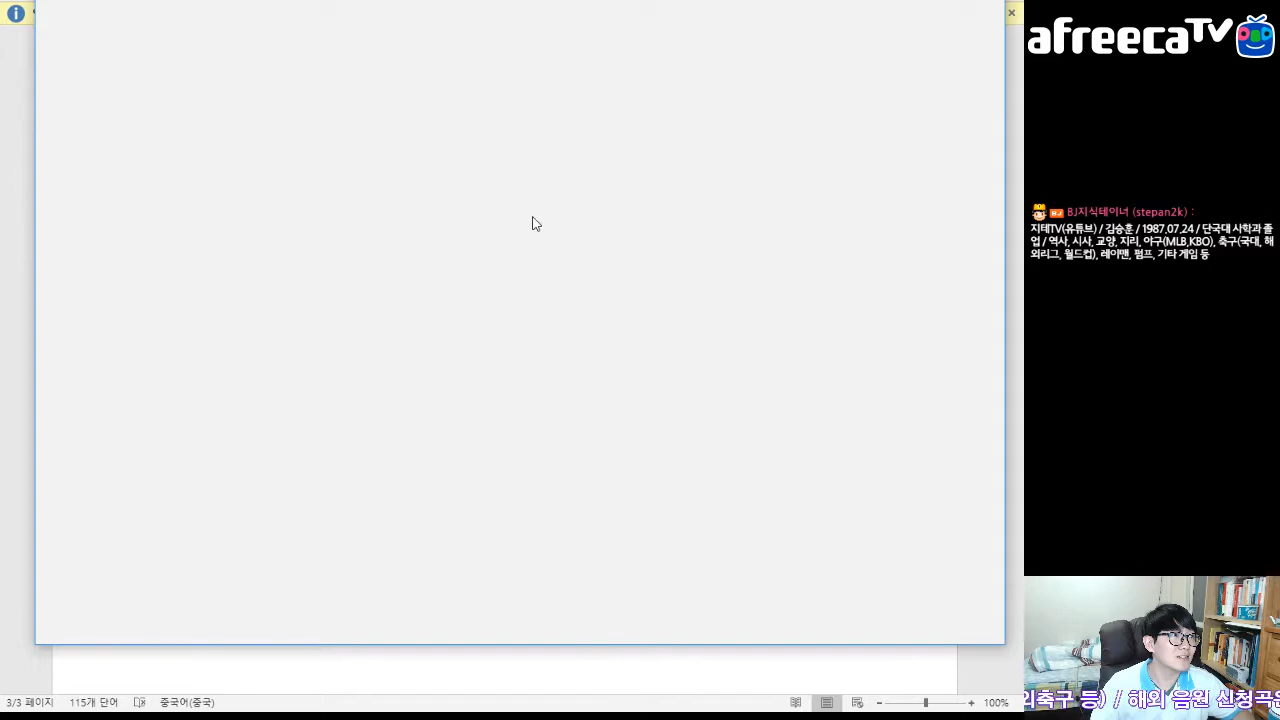 afreecaTV
BJ지식테이너 (stepan2k) :
지테TV(유튜브) / 김승훈 / 1987.07.24 / 단국대 사학과 졸
업 / 역사, 시사, 교양, 지리, 야구(MLB,KBO), 축구(국대, 해
외리그, 월드컵), 레이맨, 펌프, 기타 게임 등
외축구 등) / 해외 음원 신청곡은
3/3 페이지 115개 단어 중국어(중국) 100%